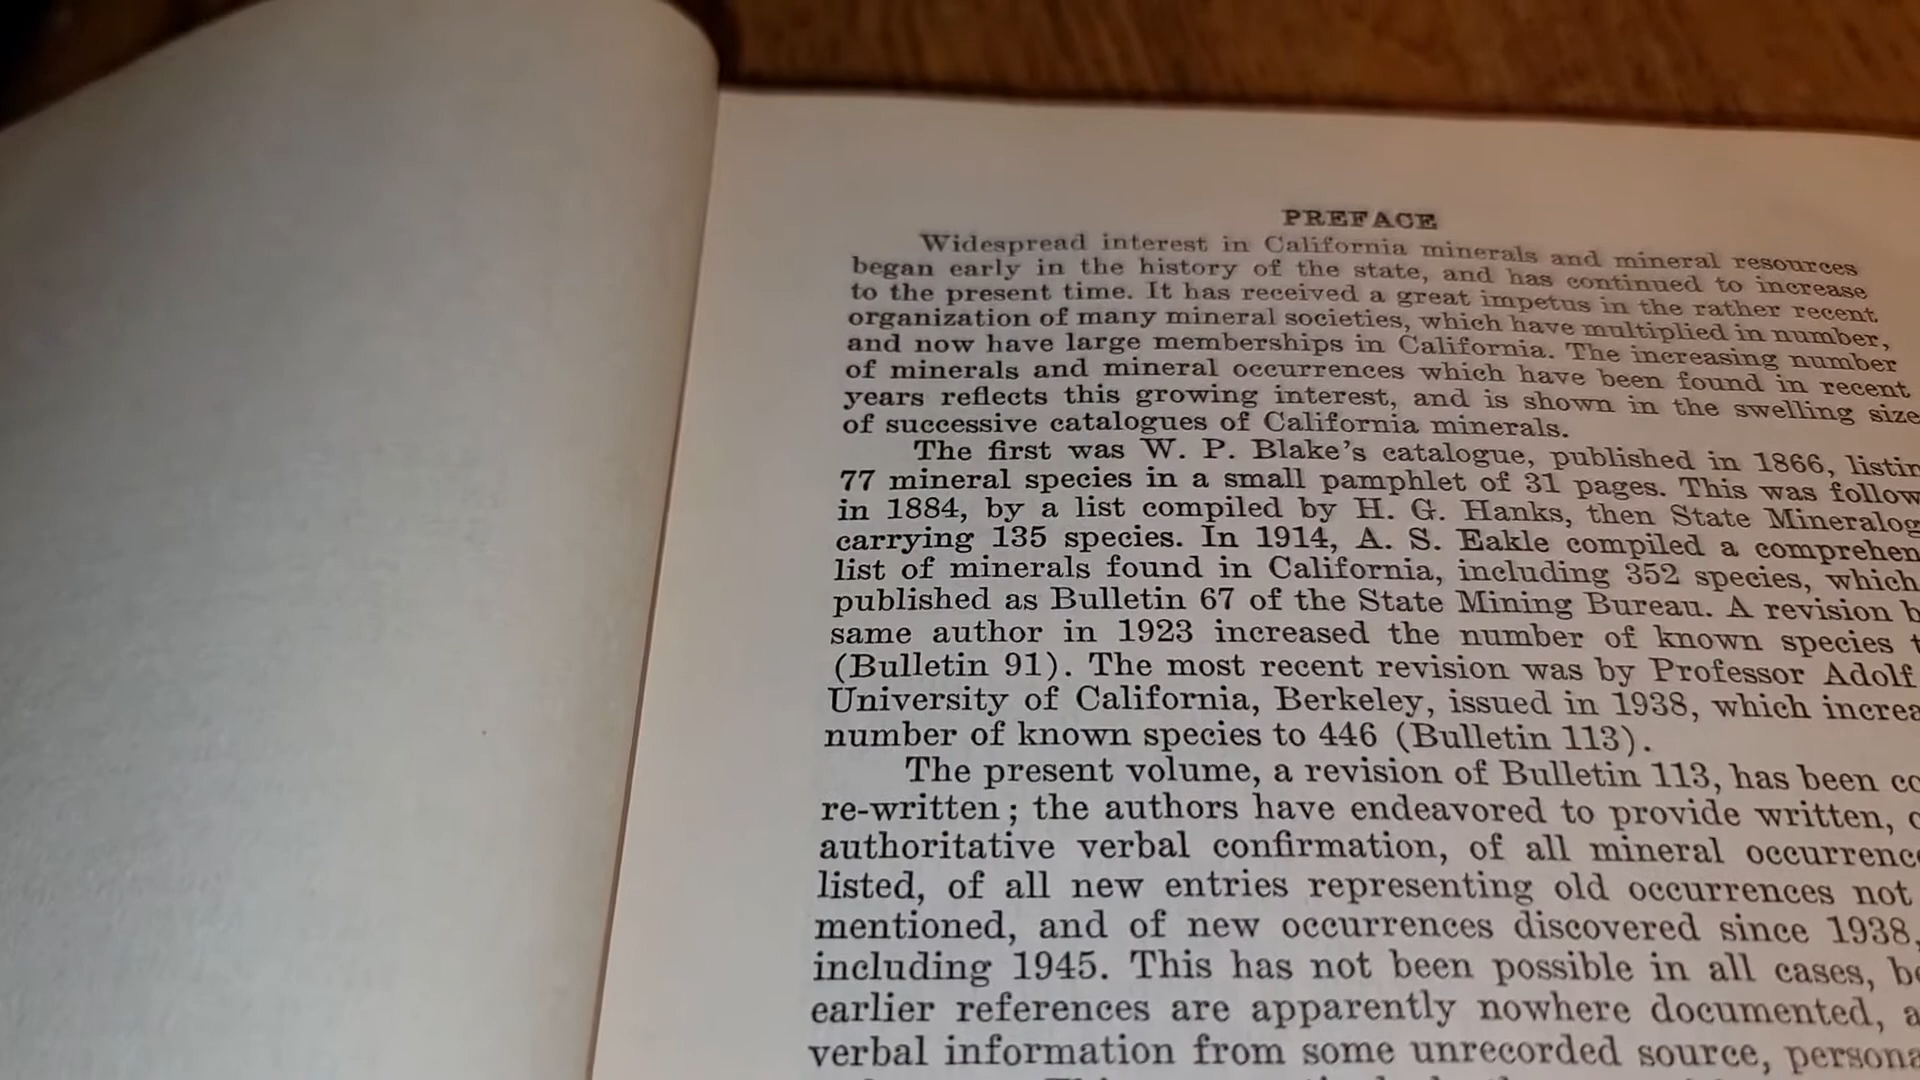 PREFACE
Widespread interest in California minerals and mineral resources
began early in the history of the state, and has continued to increase
to the present time. It has received a great impetus in the rather recent
organization of many mineral societies, which have multiplied in number,
and now have large memberships in California. The increasing number
of minerals and mineral occurrences which have been found in recent
years reflects this growing interest, and is shown in the swelling size
of successive catalogues of California minerals.
The first was W. P. Blake's catalogue, published in 1866, listin
77 mineral species in a small pamphlet of 31 pages. This was follow
in 1884, by a list compiled by H. G. Hanks, then State Mineralog
carrying 135 species. In 1914, A. S. Eakle compiled a comprehen
list of minerals found in California, including 352 species, which
published as Bulletin 67 of the State Mining Bureau. A revision b
same author in 1923 increased the number of known species t
(Bulletin 91). The most recent revision was by Professor Adolf
University of California, Berkeley, issued in 1938, which increa
number of known species to 446 (Bulletin 113).
The present volume, a revision of Bulletin 113, has been co
re-written; the authors have endeavored to provide written, o
authoritative verbal confirmation, of all mineral occurrenc
listed, of all new entries representing old occurrences not
mentioned, and of new occurrences discovered since 1938,
including 1945. This has not been possible in all cases, be
earlier references are apparently nowhere documented, a
verbal information from some unrecorded source, persona